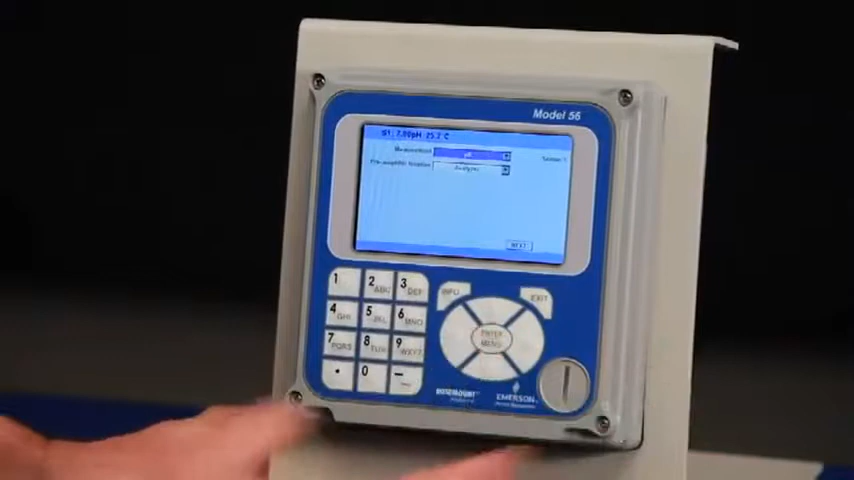 Model 56
S1: 7.00pH 25.2°C
Measurement pH Sensor 1
Preamplifier location Analyzer
NEXT
1 2 ABC 3 DEF
4 GHI 5 JKL 6 MNO
7 PQRS 8 TUV 9 WXYZ
. 0 –
INFO
EXIT
ENTER
MENU
ROSEMOUNT
EMERSON